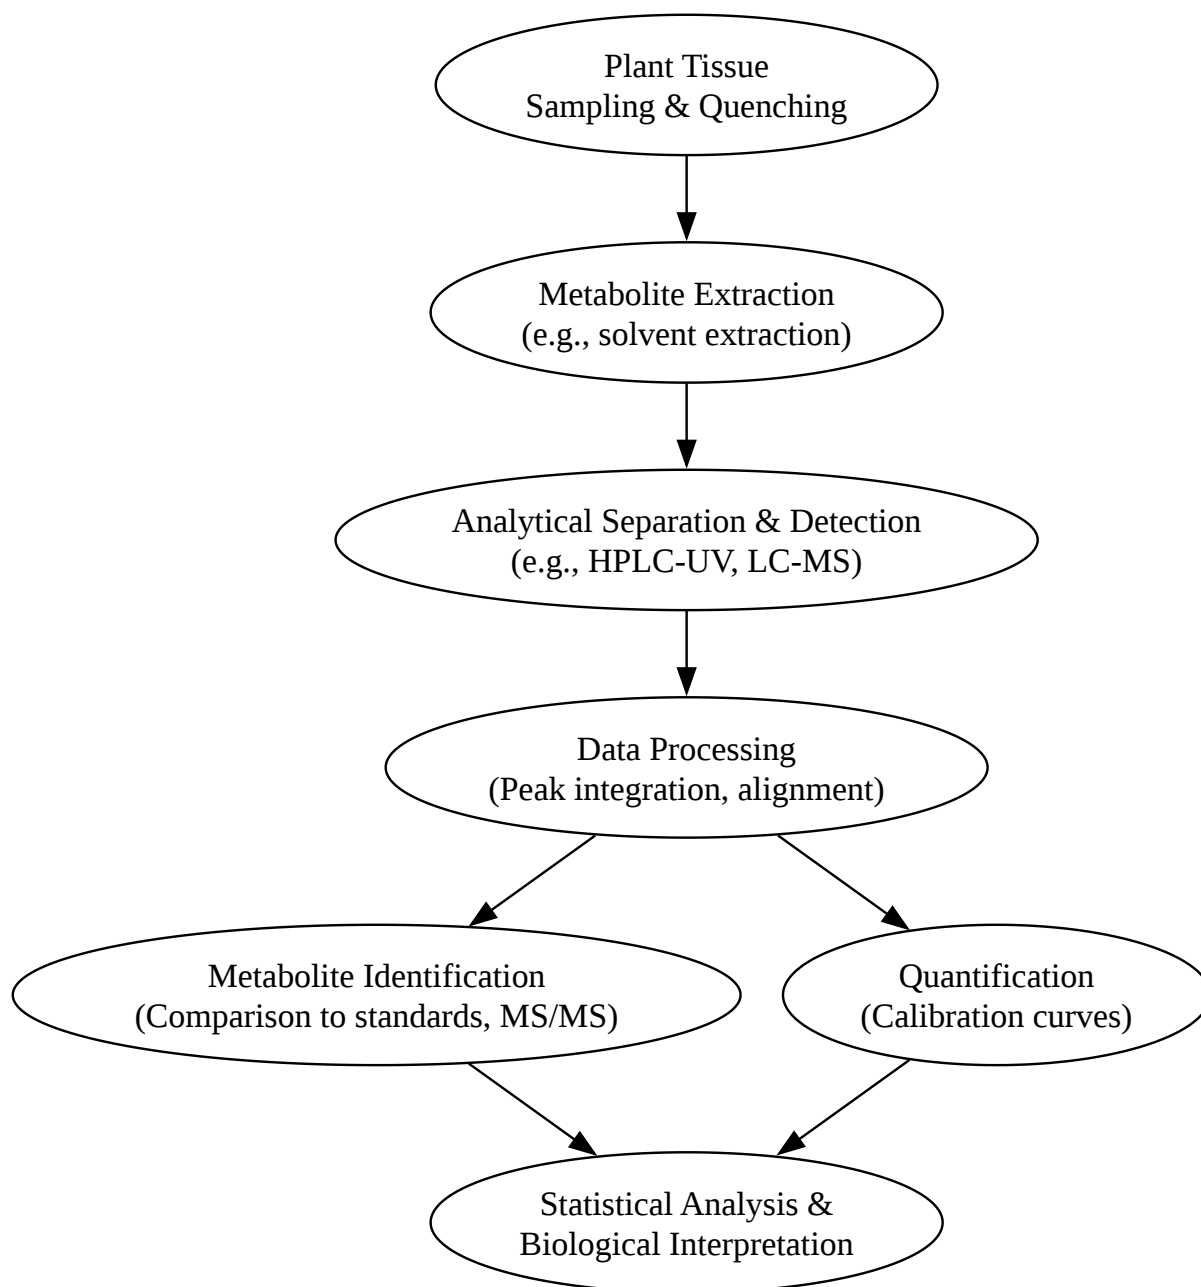 Plant Tissue
Sampling & Quenching
Metabolite Extraction
(e.g., solvent extraction)
Analytical Separation & Detection
(e.g., HPLC-UV, LC-MS)
Data Processing
(Peak integration, alignment)
Metabolite Identification
(Comparison to standards, MS/MS)
Quantification
(Calibration curves)
Statistical Analysis &
Biological Interpretation